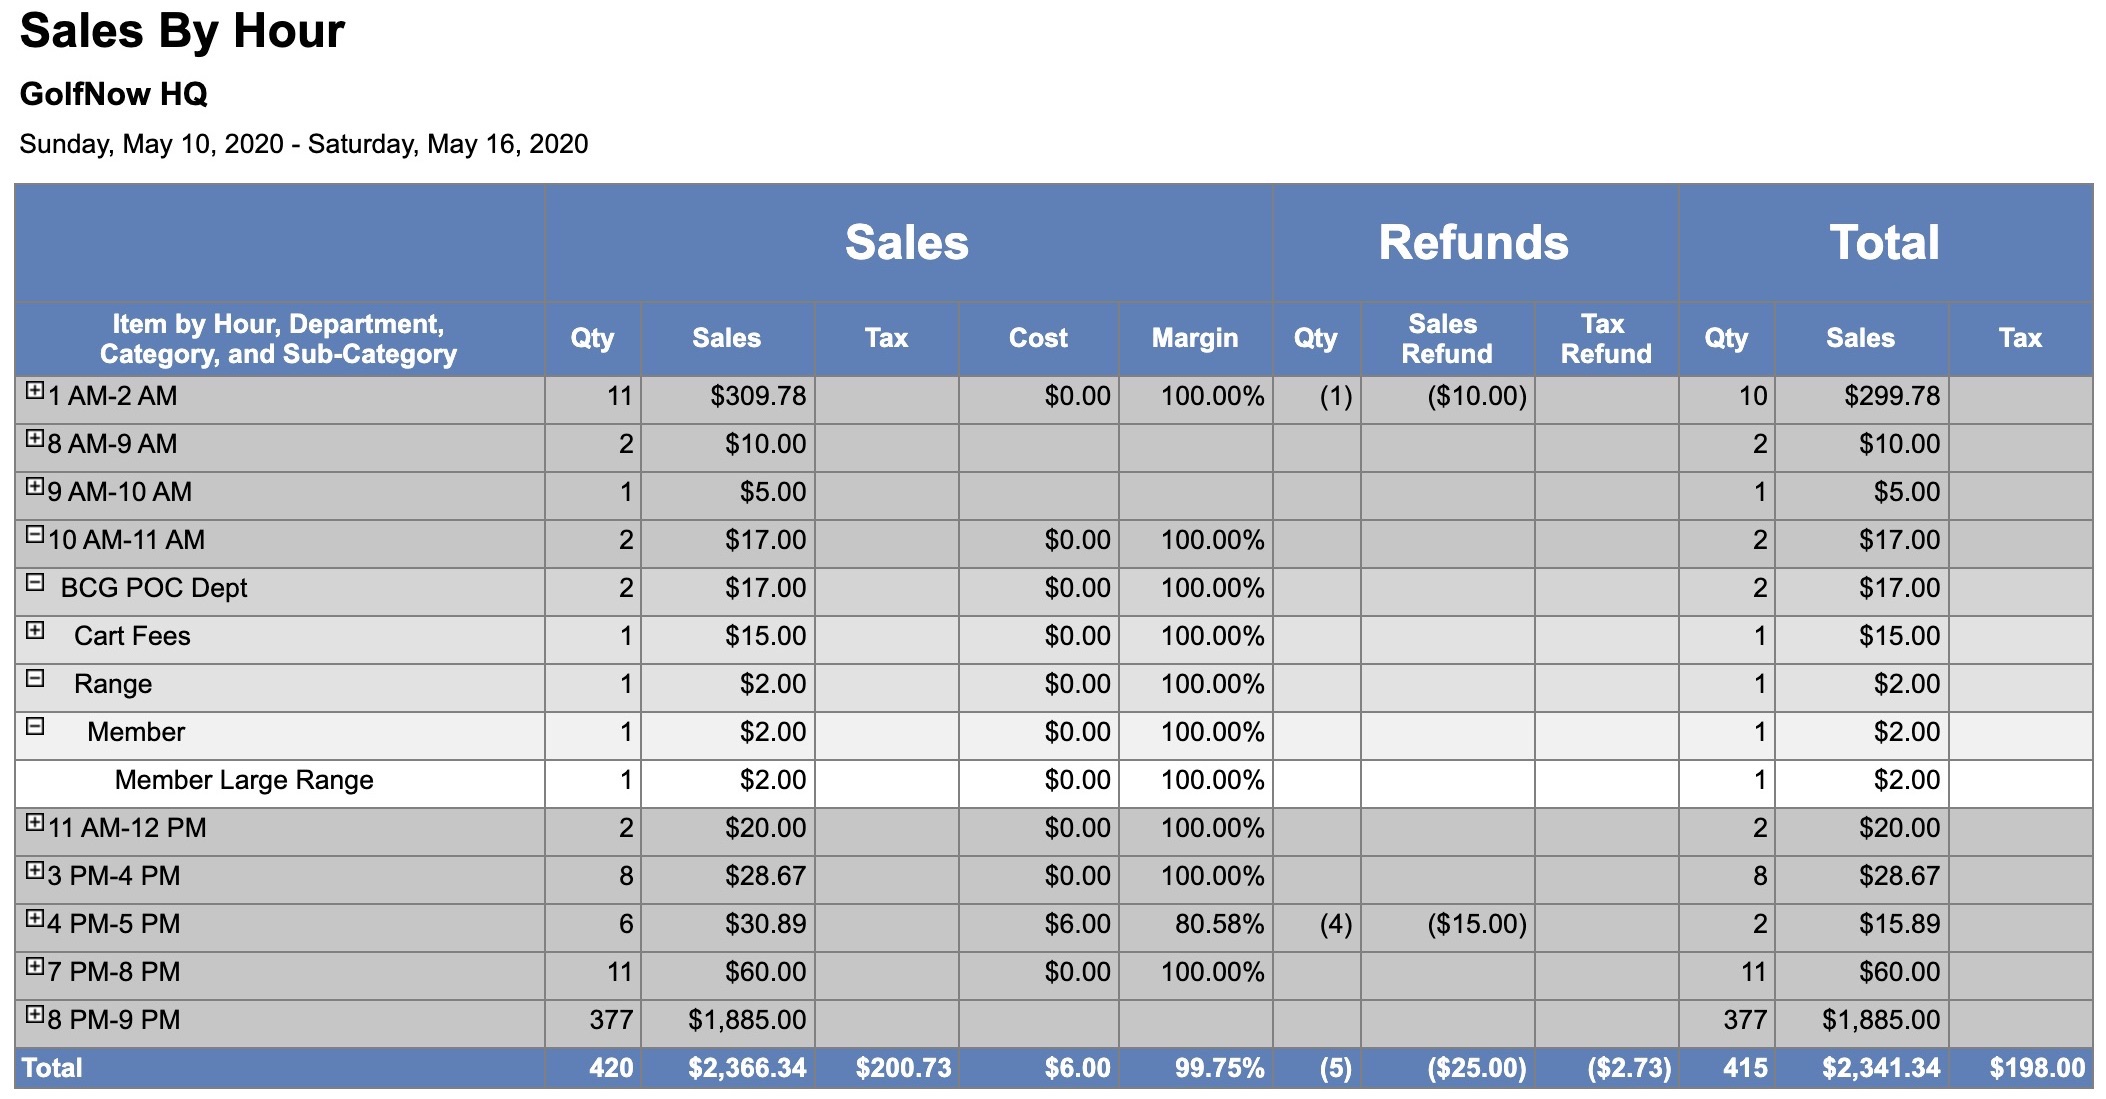 Sales By Hour
GolfNow HQ
Sunday, May 10, 2020 - Saturday, May 16, 2020
Sales Refunds Total
Item by Hour, Department, Category, and Sub-Category Qty Sales Tax Cost Margin Qty Sales Refund Tax Refund Qty Sales Tax
1 AM-2 AM 11 $309.78 $0.00 100.00% (1) ($10.00) 10 $299.78
8 AM-9 AM 2 $10.00 2 $10.00
9 AM-10 AM 1 $5.00 1 $5.00
10 AM-11 AM 2 $17.00 $0.00 100.00% 2 $17.00
BCG POC Dept 2 $17.00 $0.00 100.00% 2 $17.00
Cart Fees 1 $15.00 $0.00 100.00% 1 $15.00
Range 1 $2.00 $0.00 100.00% 1 $2.00
Member 1 $2.00 $0.00 100.00% 1 $2.00
Member Large Range 1 $2.00 $0.00 100.00% 1 $2.00
11 AM-12 PM 2 $20.00 $0.00 100.00% 2 $20.00
3 PM-4 PM 8 $28.67 $0.00 100.00% 8 $28.67
4 PM-5 PM 6 $30.89 $6.00 80.58% (4) ($15.00) 2 $15.89
7 PM-8 PM 11 $60.00 $0.00 100.00% 11 $60.00
8 PM-9 PM 377 $1,885.00 377 $1,885.00
Total 420 $2,366.34 $200.73 $6.00 99.75% (5) ($25.00) ($2.73) 415 $2,341.34 $198.00